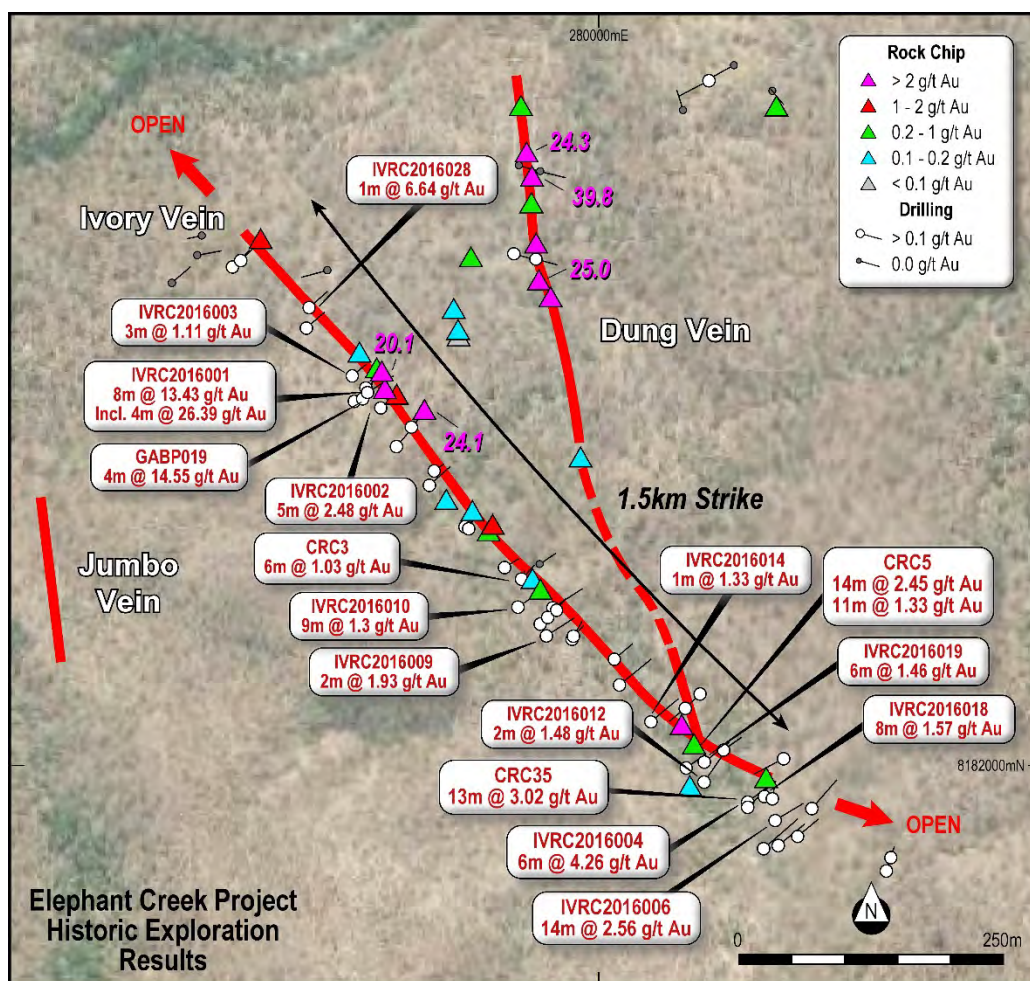 280000mE
Rock Chip
> 2 g/t Au
1 - 2 g/t Au
0.2 - 1 g/t Au
0.1 - 0.2 g/t Au
< 0.1 g/t Au
Drilling
> 0.1 g/t Au
0.0 g/t Au
OPEN
24.3
IVRC2016028
1m @ 6.64 g/t Au
39.8
Ivory Vein
25.0
IVRC2016003
3m @ 1.11 g/t Au
Dung Vein
20.1
IVRC2016001
8m @ 13.43 g/t Au
Incl. 4m @ 26.39 g/t Au
24.1
GABP019
4m @ 14.55 g/t Au
IVRC2016002
5m @ 2.48 g/t Au
1.5km Strike
Jumbo
Vein
CRC3
6m @ 1.03 g/t Au
IVRC2016014
1m @ 1.33 g/t Au
CRC5
14m @ 2.45 g/t Au
11m @ 1.33 g/t Au
IVRC2016010
9m @ 1.3 g/t Au
IVRC2016019
6m @ 1.46 g/t Au
IVRC2016009
2m @ 1.93 g/t Au
IVRC2016012
2m @ 1.48 g/t Au
IVRC2016018
8m @ 1.57 g/t Au
8182000mN
CRC35
13m @ 3.02 g/t Au
OPEN
IVRC2016004
6m @ 4.26 g/t Au
IVRC2016006
14m @ 2.56 g/t Au
Elephant Creek Project
Historic Exploration
Results
N
0
250m